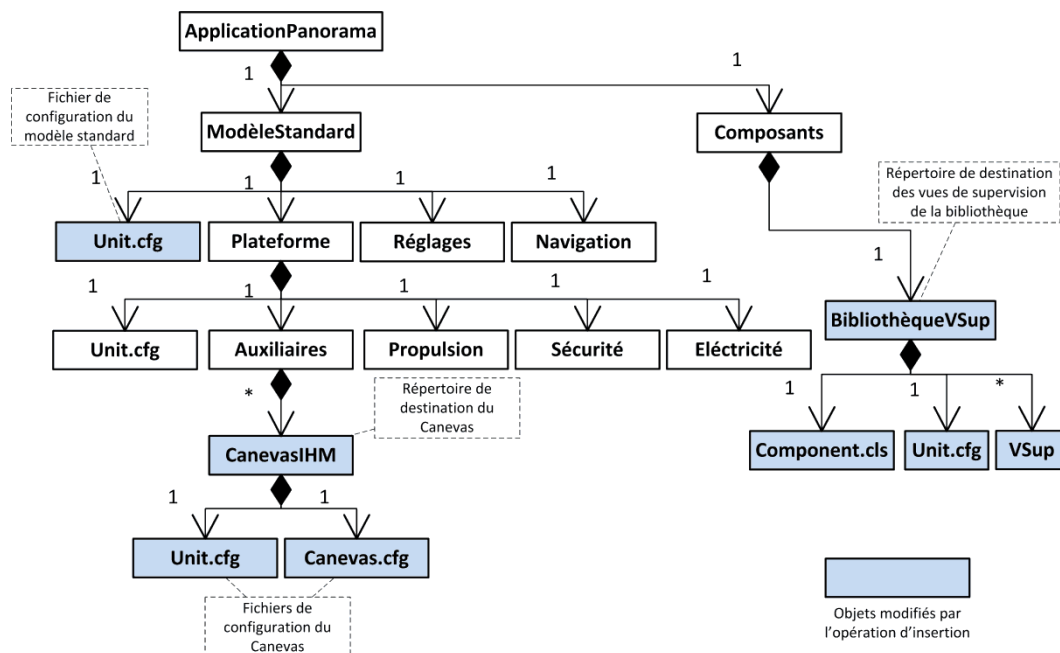 ApplicationPanorama
1
1
Fichier de
configuration du
modèle standard
ModèleStandard
Composants
1
1
1
1
Répertoire de destination
des vues de supervision
de la bibliothèque
Unit.cfg
Plateforme
Réglages
Navigation
1
1
1
1
1
1
Unit.cfg
Auxiliaires
Propulsion
Sécurité
Eléctricité
BibliothèqueVSup
*
Répertoire de
destination du
Canevas
1
1
*
CanevasIHM
Component.cls
Unit.cfg
VSup
1
1
Unit.cfg
Canevas.cfg
Fichiers de
configuration du
Canevas
Objets modifiés par
l’opération d’insertion